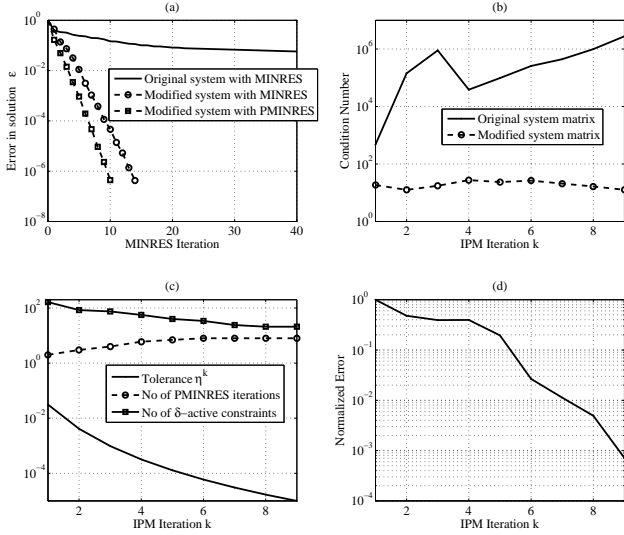 (a)
10^0
10^-2
10^-4
10^-6
10^-8
0 10 20 30 40
MINRES Iteration
Error in solution ε
Original system with MINRES
Modified system with MINRES
Modified system with PMINRES
(b)
10^6
10^4
10^2
10^0
2 4 6 8
IPM Iteration k
Condition Number
Original system matrix
Modified system matrix
(c)
10^2
10^0
10^-2
10^-4
2 4 6 8
IPM Iteration k
Tolerance η^k
No of PMINRES iterations
No of δ−active constraints
(d)
10^0
10^-1
10^-2
10^-3
10^-4
2 4 6 8
IPM Iteration k
Normalized Error